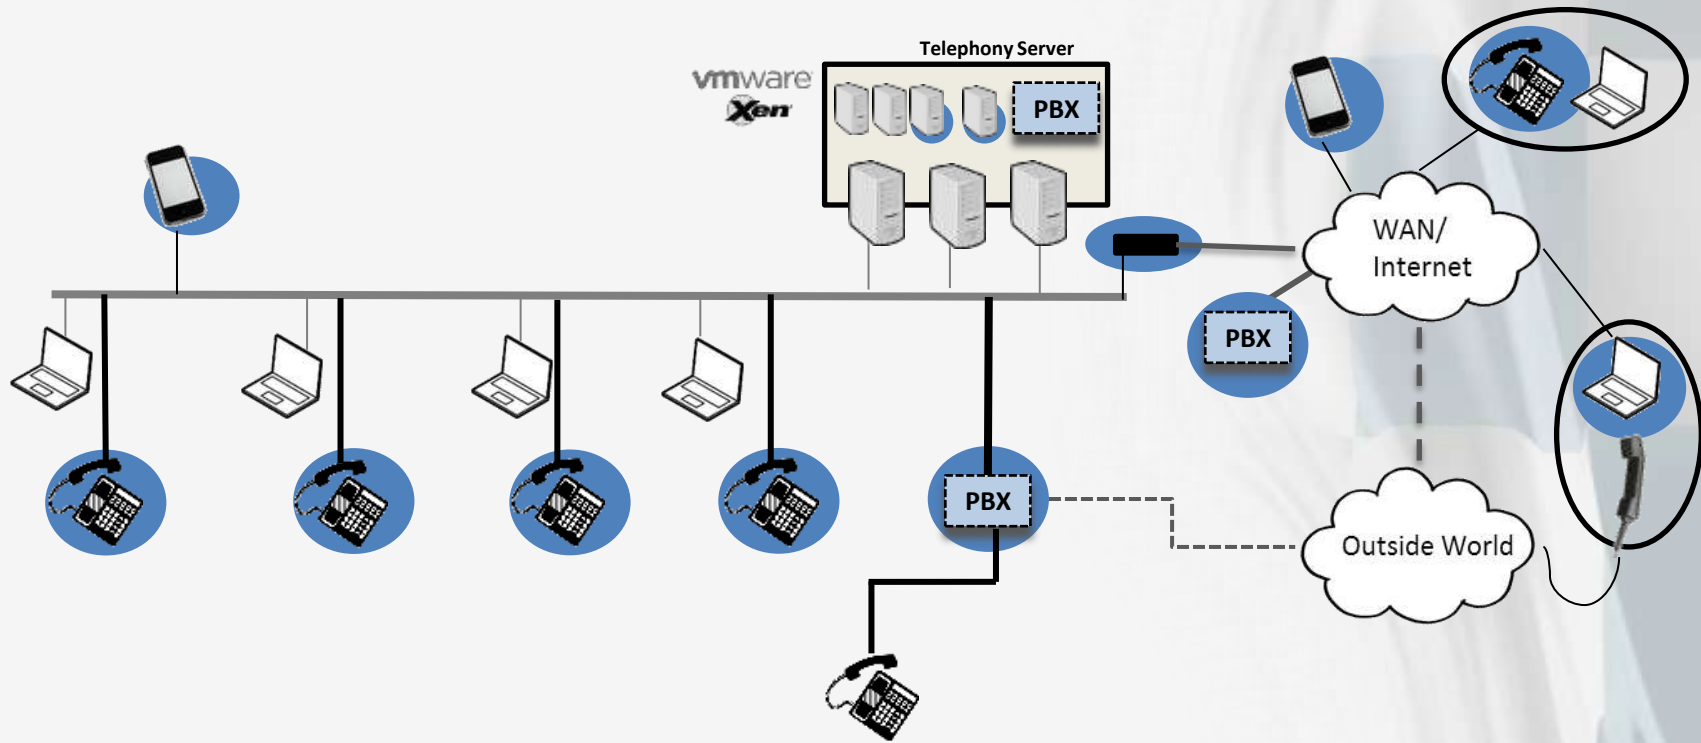 Telephony Server
vmware
Xen
PBX
WAN/
Internet
PBX
PBX
Outside World